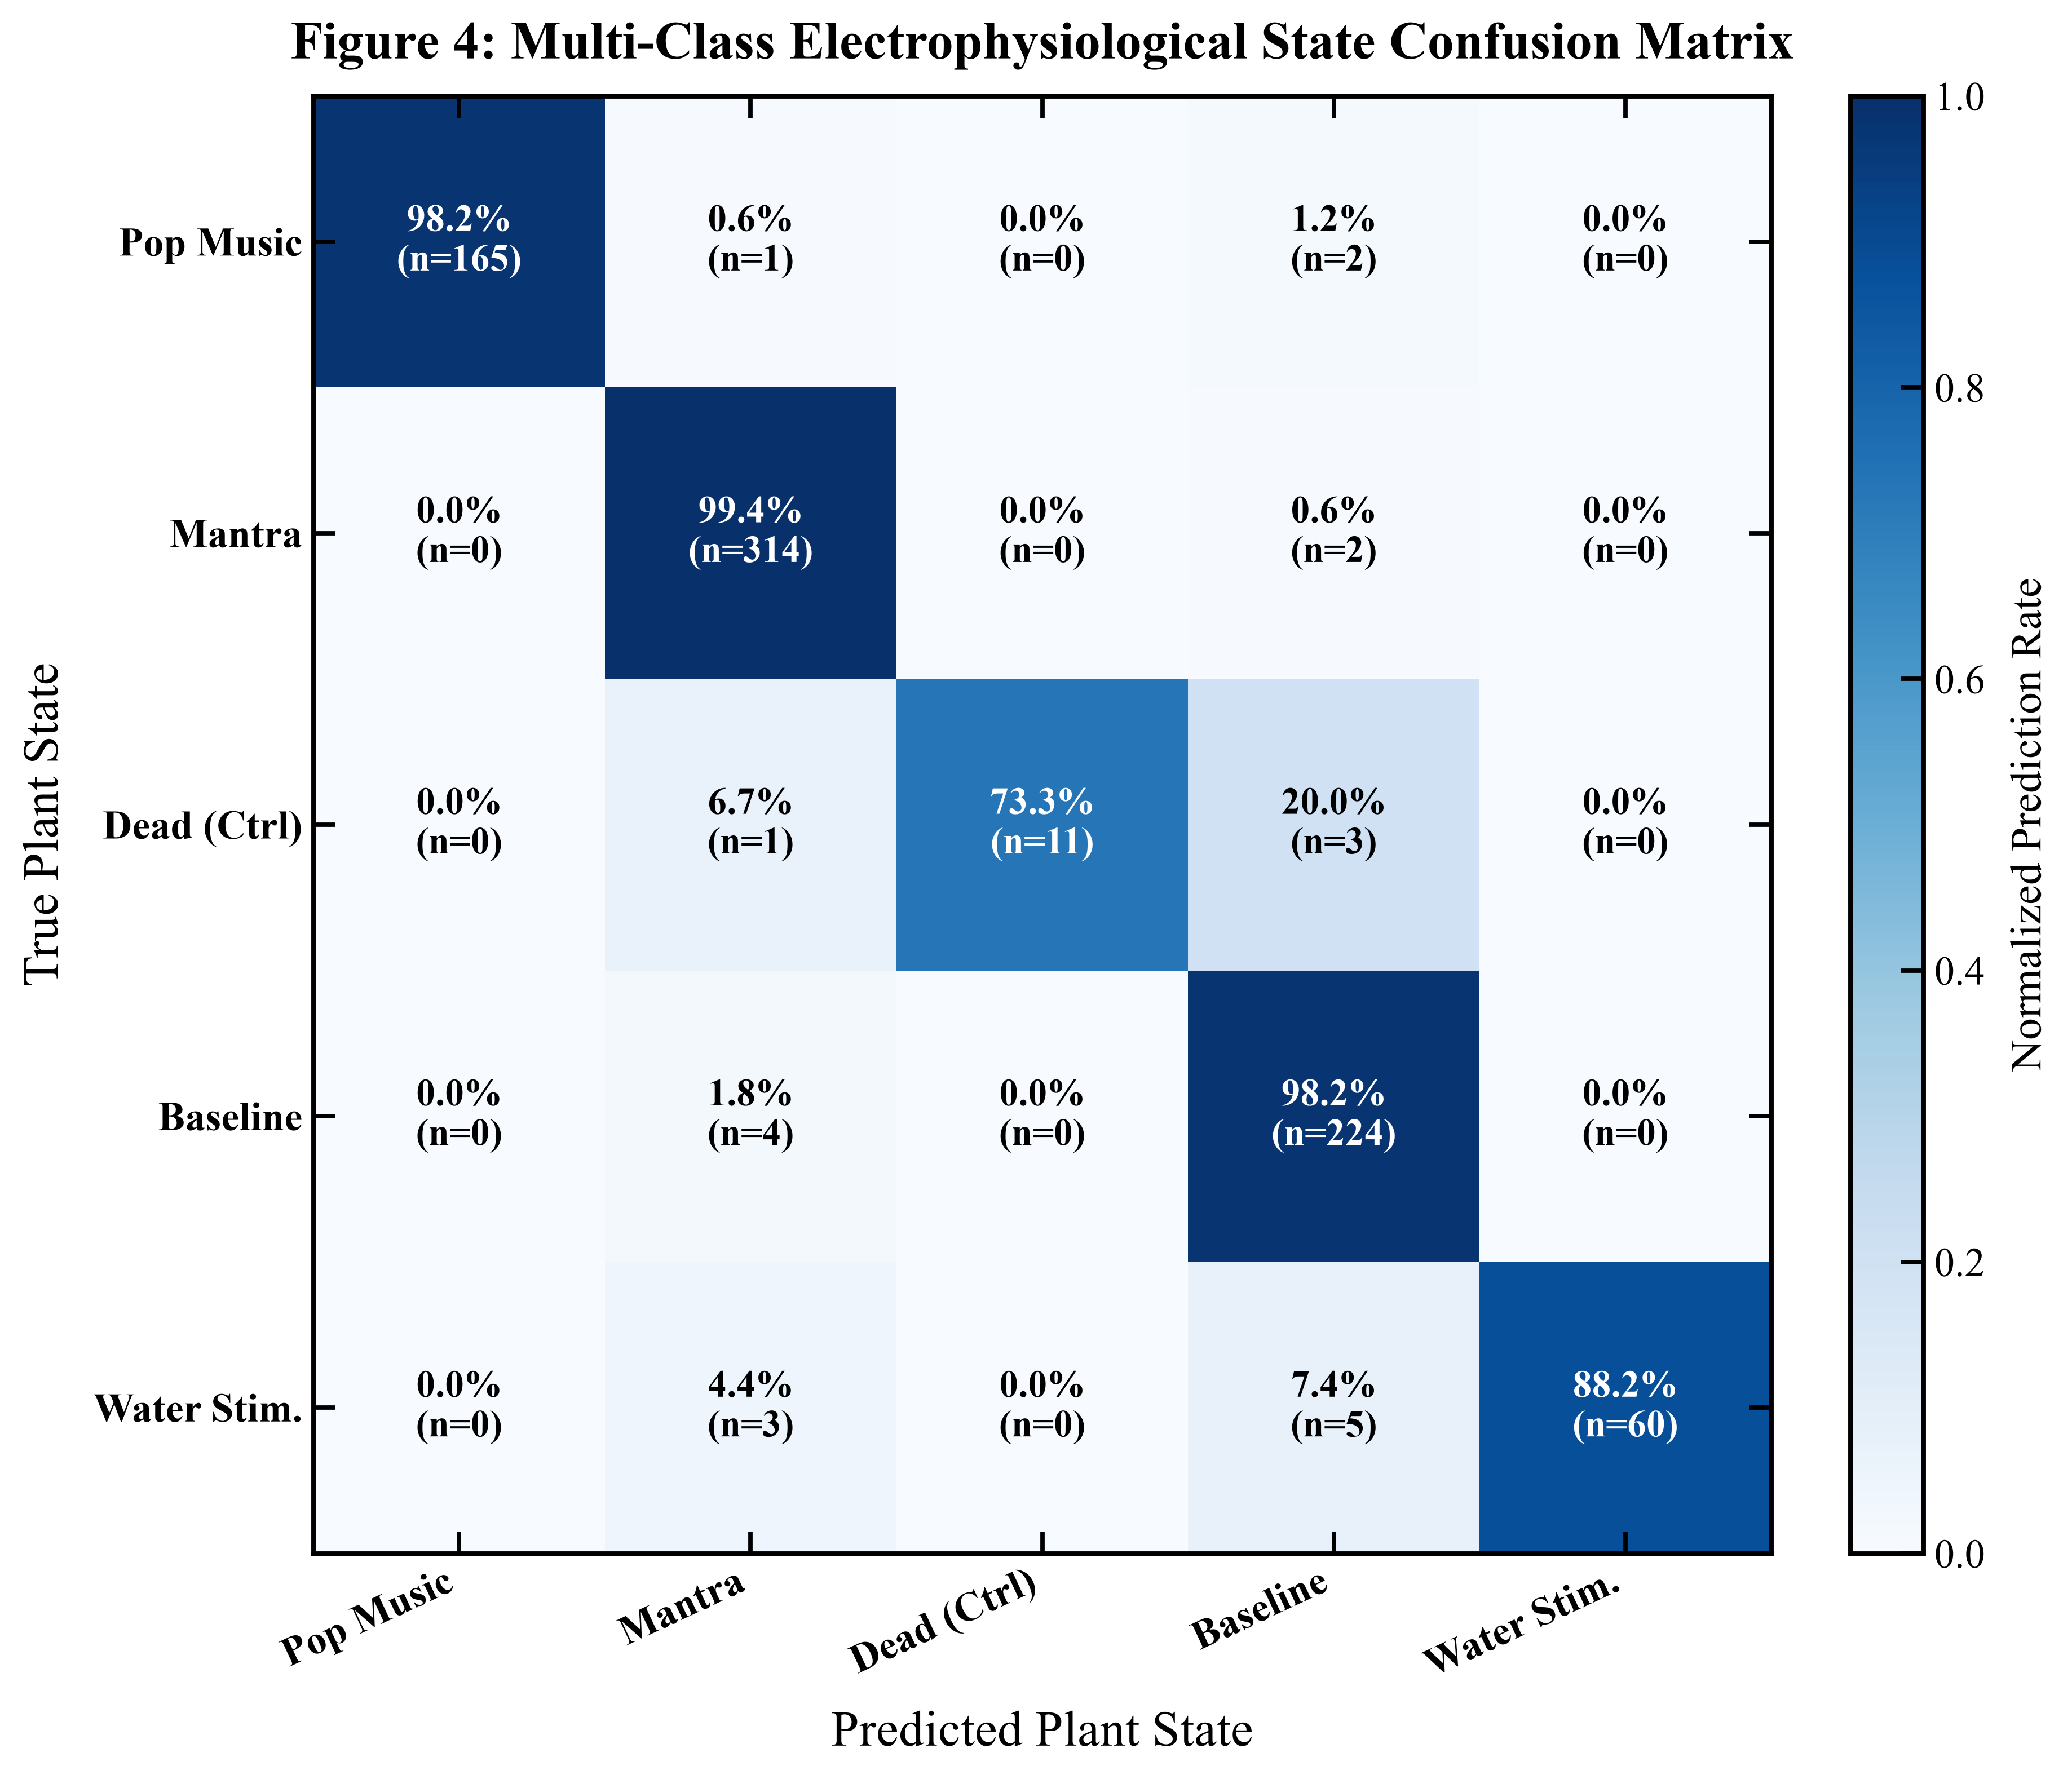 Figure 4: Multi-Class Electrophysiological State Confusion Matrix
True Plant State
Pop Music
98.2%
(n=165)
0.6%
(n=1)
0.0%
(n=0)
1.2%
(n=2)
0.0%
(n=0)
Mantra
0.0%
(n=0)
99.4%
(n=314)
0.0%
(n=0)
0.6%
(n=2)
0.0%
(n=0)
Dead (Ctrl)
0.0%
(n=0)
6.7%
(n=1)
73.3%
(n=11)
20.0%
(n=3)
0.0%
(n=0)
Baseline
0.0%
(n=0)
1.8%
(n=4)
0.0%
(n=0)
98.2%
(n=224)
0.0%
(n=0)
Water Stim.
0.0%
(n=0)
4.4%
(n=3)
0.0%
(n=0)
7.4%
(n=5)
88.2%
(n=60)
Pop Music
Mantra
Dead (Ctrl)
Baseline
Water Stim.
Predicted Plant State
1.0
0.8
0.6
0.4
0.2
0.0
Normalized Prediction Rate